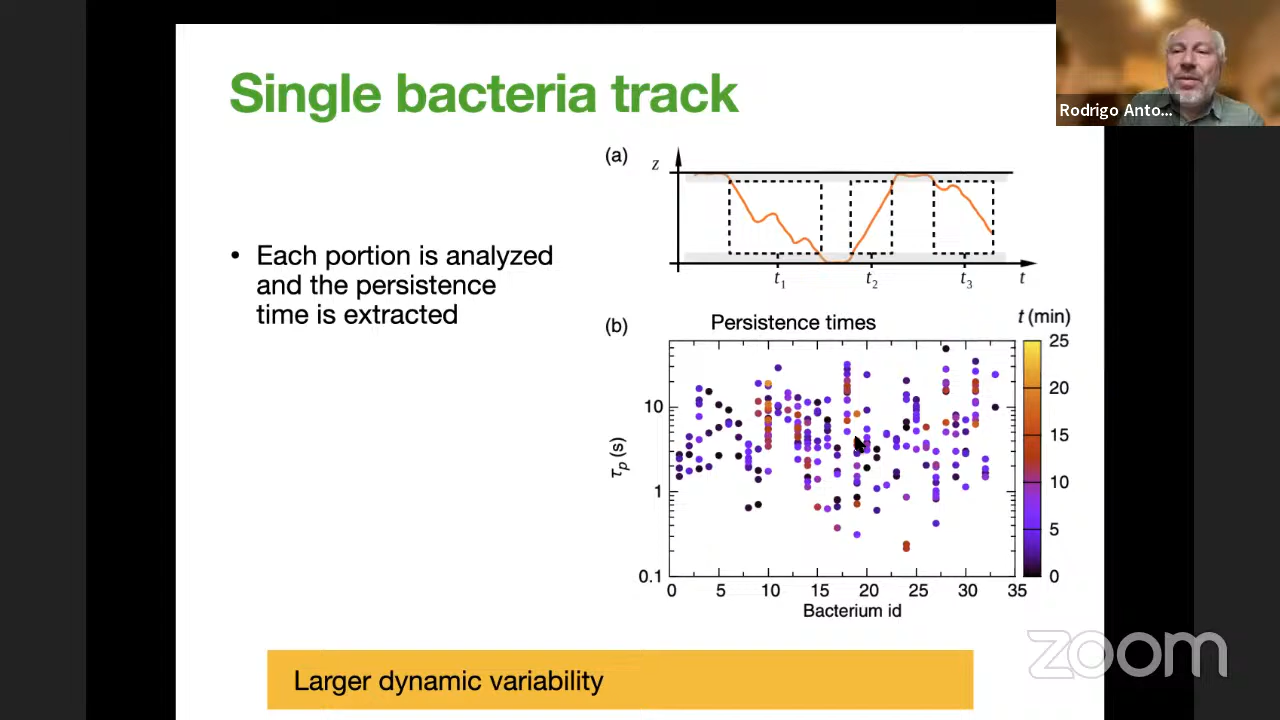 Single bacteria track
Rodrigo Anto...
• Each portion is analyzed
and the persistence
time is extracted
(a)
z
t1
t2
t3
t
(b)
Persistence times
t (min)
25
20
15
10
5
0
10
1
0.1
τp (s)
0 5 10 15 20 25 30 35
Bacterium id
zoom
Larger dynamic variability